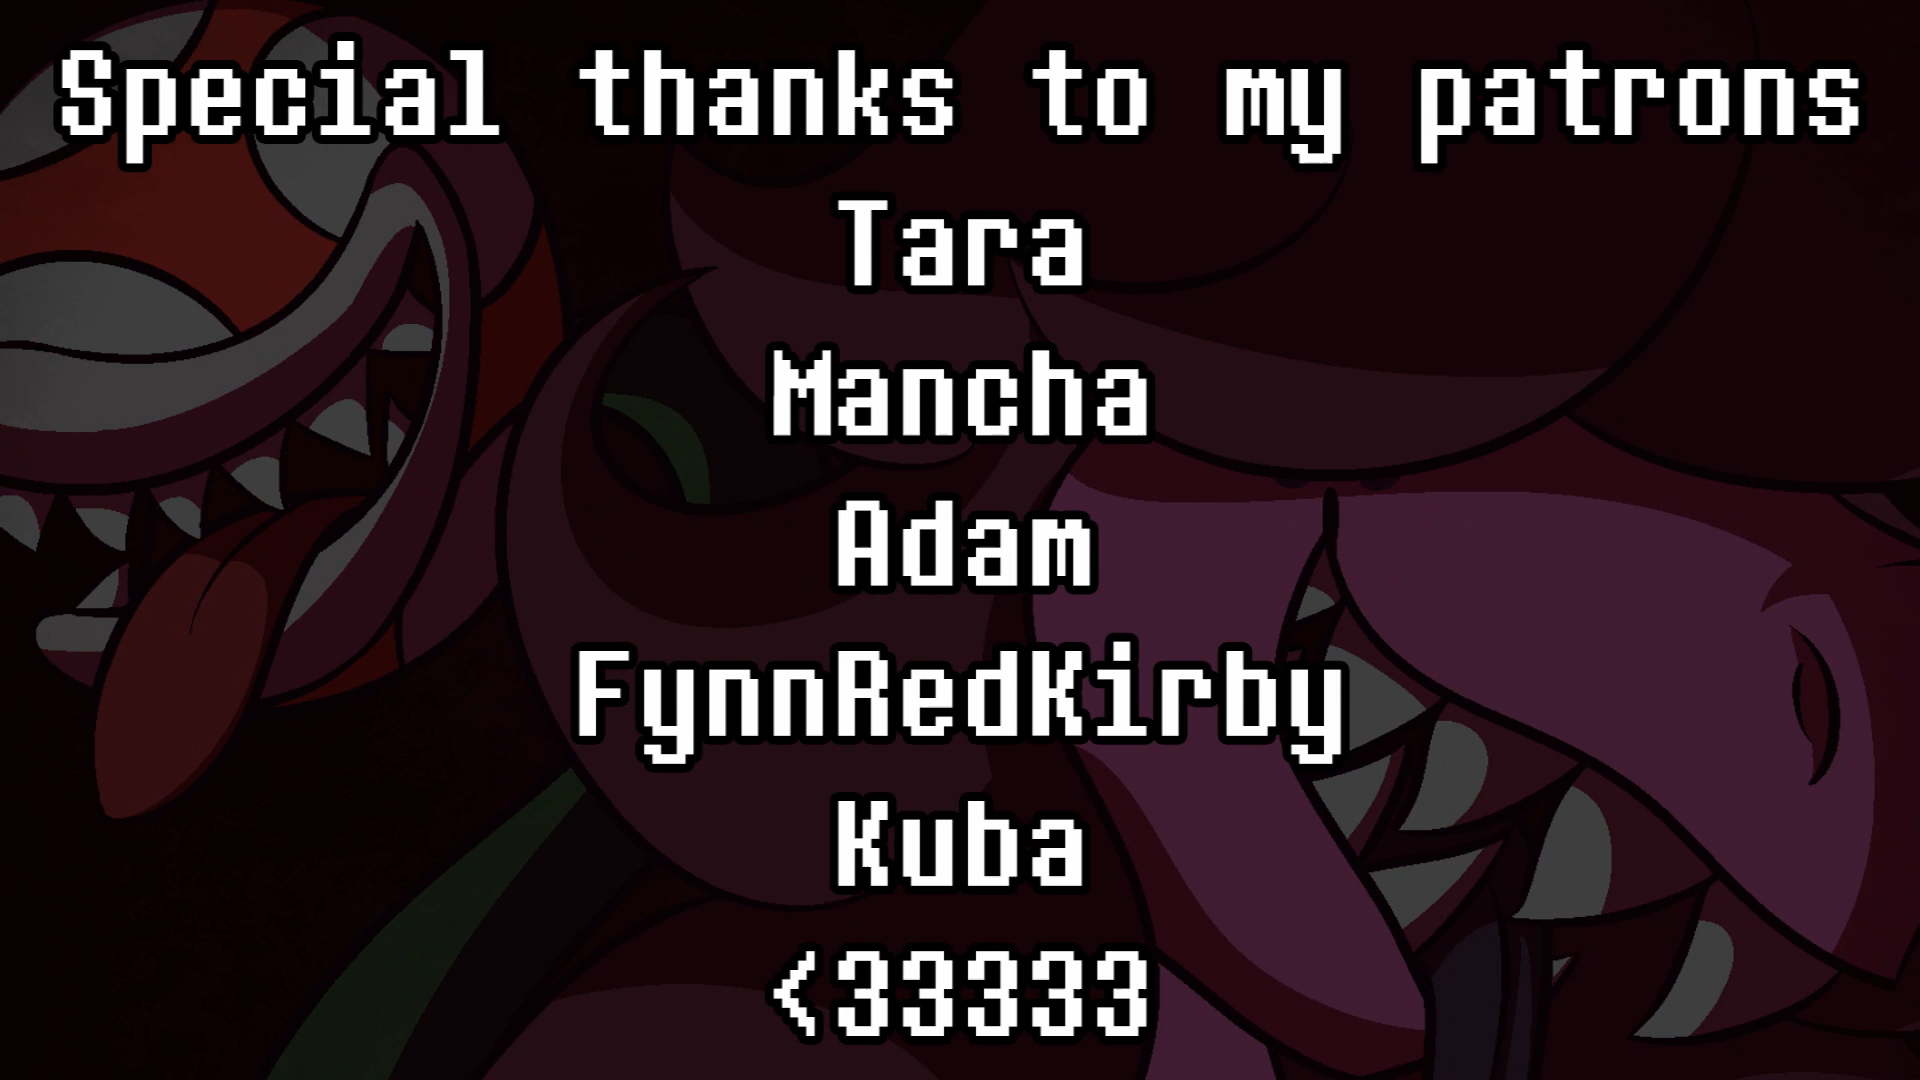 Special thanks to my patrons
Tara
Mancha
Adam
FynnRedKirby
Kuba
<33333